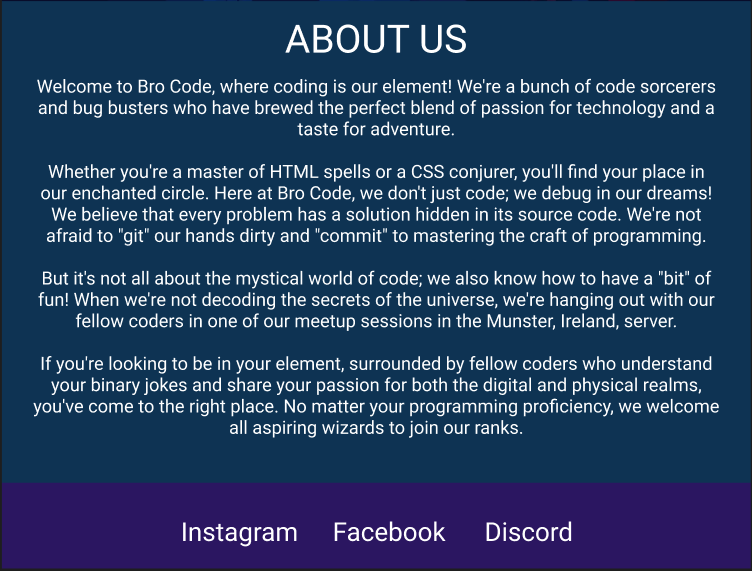 ABOUT US
Welcome to Bro Code, where coding is our element! We're a bunch of code sorcerers
and bug busters who have brewed the perfect blend of passion for technology and a
taste for adventure.
Whether you're a master of HTML spells or a CSS conjurer, you'll find your place in
our enchanted circle. Here at Bro Code, we don't just code; we debug in our dreams!
We believe that every problem has a solution hidden in its source code. We're not
afraid to "git" our hands dirty and "commit" to mastering the craft of programming.
But it's not all about the mystical world of code; we also know how to have a "bit" of
fun! When we're not decoding the secrets of the universe, we're hanging out with our
fellow coders in one of our meetup sessions in the Munster, Ireland, server.
If you're looking to be in your element, surrounded by fellow coders who understand
your binary jokes and share your passion for both the digital and physical realms,
you've come to the right place. No matter your programming proficiency, we welcome
all aspiring wizards to join our ranks.
Instagram Facebook Discord